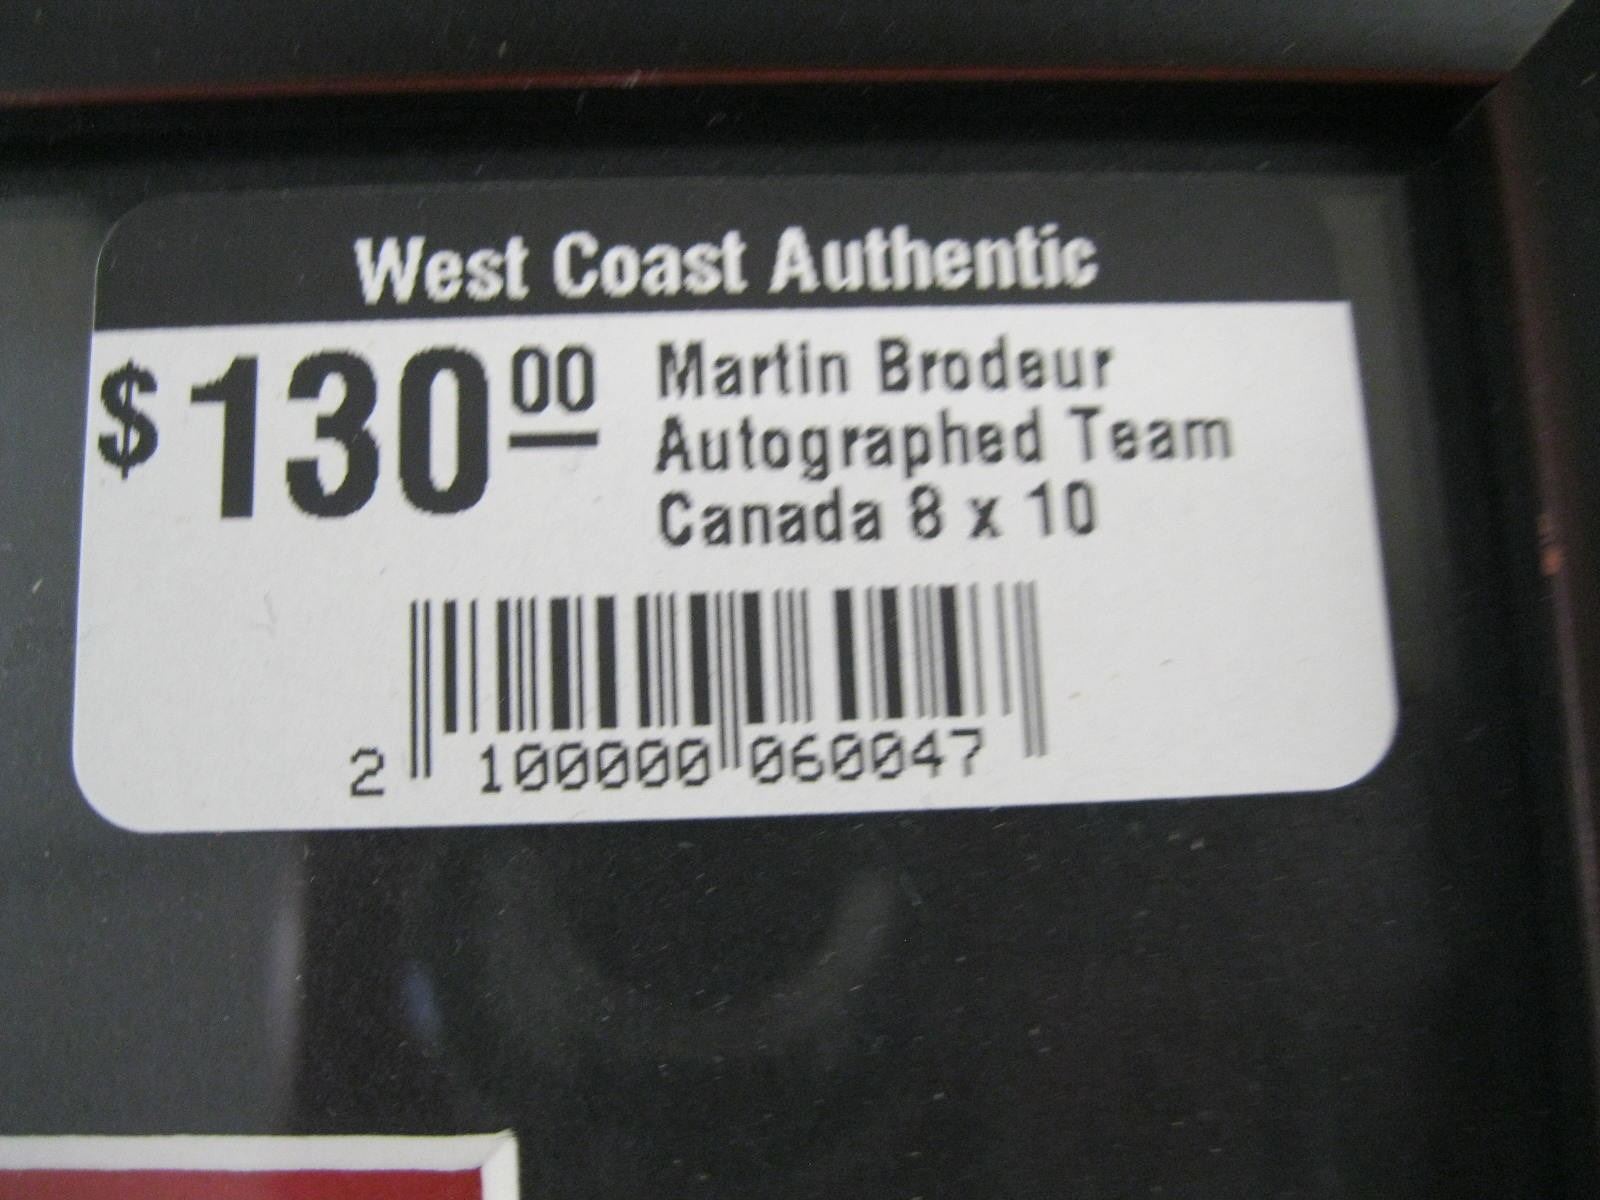 West Coast Authentic
$130.00 Martin Brodeur
Autographed Team
Canada 8 x 10
2 100000 060047